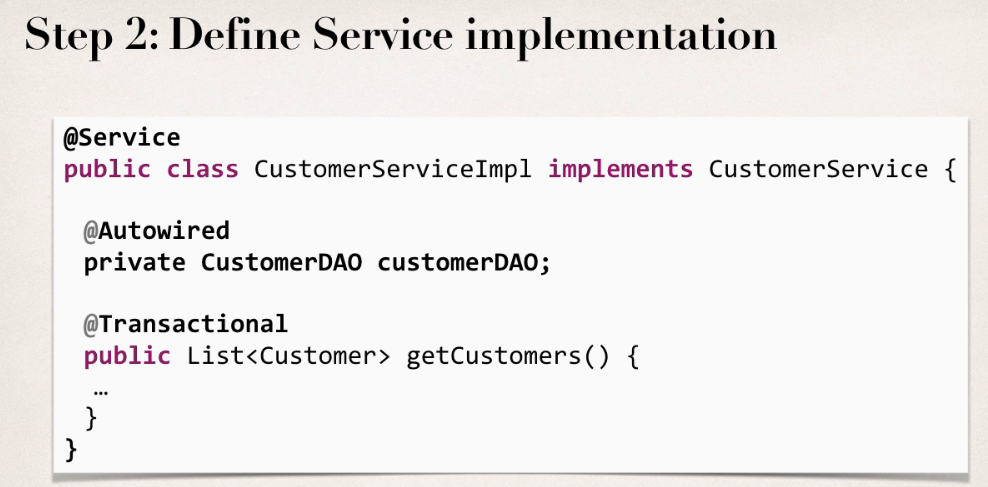 Step 2: Define Service implementation
@Service
public class CustomerServiceImpl implements CustomerService {
@Autowired
private CustomerDAO customerDAO;
@Transactional
public List<Customer> getCustomers() {
…
}
}